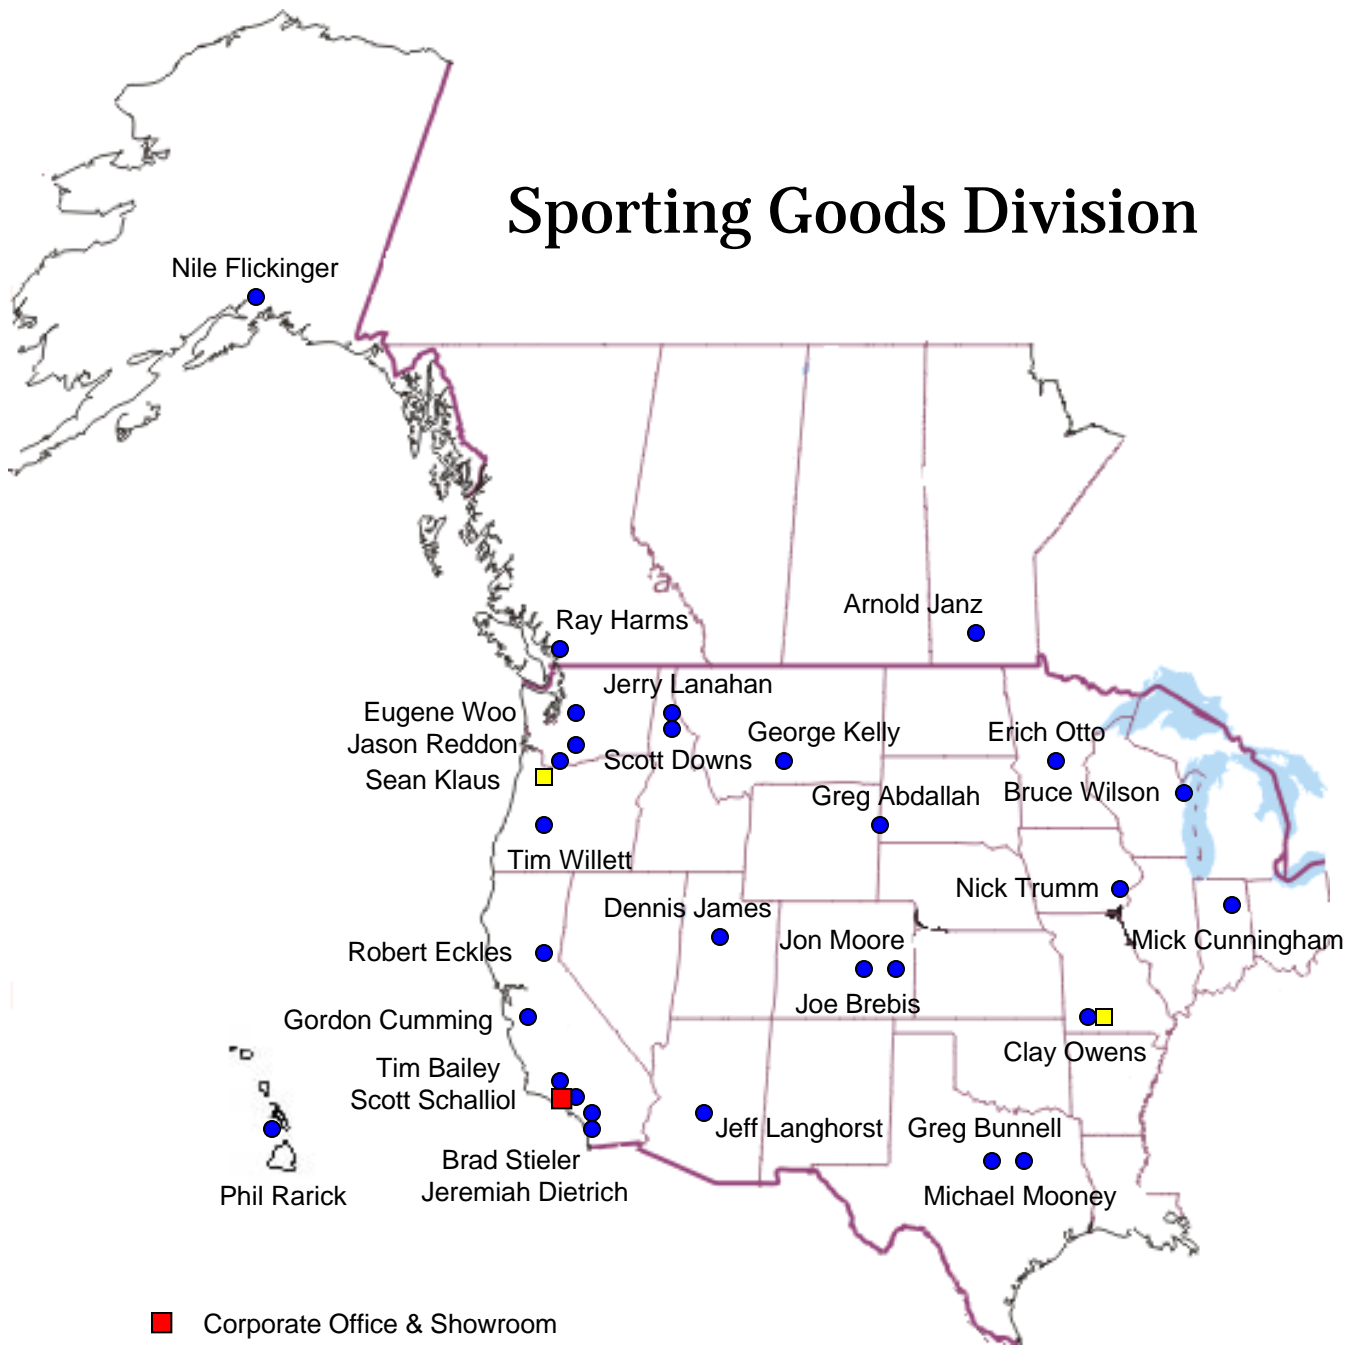 Sporting Goods Division
Nile Flickinger
Arnold Janz
Ray Harms
Jerry Lanahan
Eugene Woo
George Kelly
Erich Otto
Jason Reddon
Scott Downs
Sean Klaus
Greg Abdallah
Bruce Wilson
Tim Willett
Nick Trumm
Dennis James
Jon Moore
Mick Cunningham
Robert Eckles
Joe Brebis
Gordon Cumming
Clay Owens
Tim Bailey
Scott Schalliol
Jeff Langhorst
Greg Bunnell
Brad Stieler
Jeremiah Dietrich
Phil Rarick
Michael Mooney
Corporate Office & Showroom